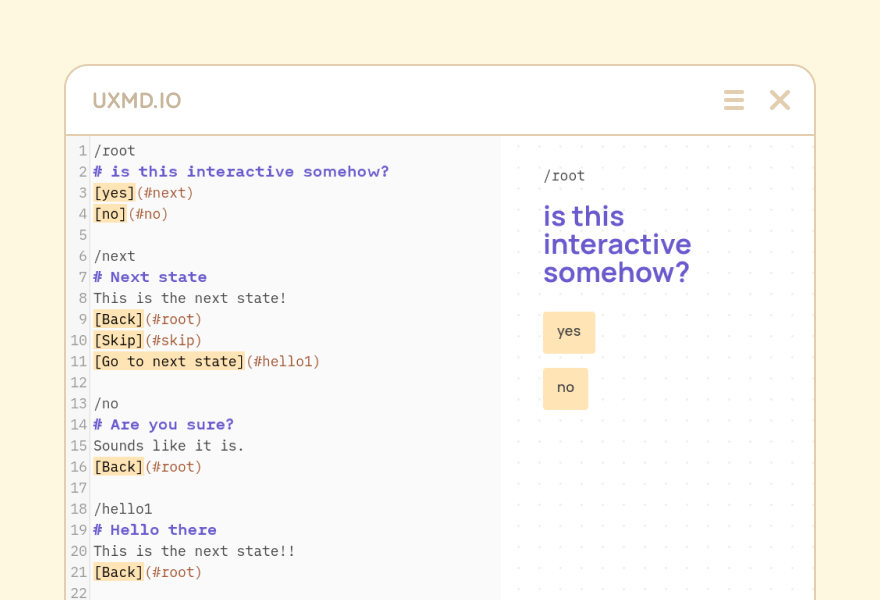 UXMD.IO
1 /root
2 # is this interactive somehow?
3 [yes](#next)
4 [no](#no)
5
6 /next
7 # Next state
8 This is the next state!
9 [Back](#root)
10 [Skip](#skip)
11 [Go to next state](#hello1)
12
13 /no
14 # Are you sure?
15 Sounds like it is.
16 [Back](#root)
17
18 /hello1
19 # Hello there
20 This is the next state!!
21 [Back](#root)
22
/root
is this
interactive
somehow?
yes
no